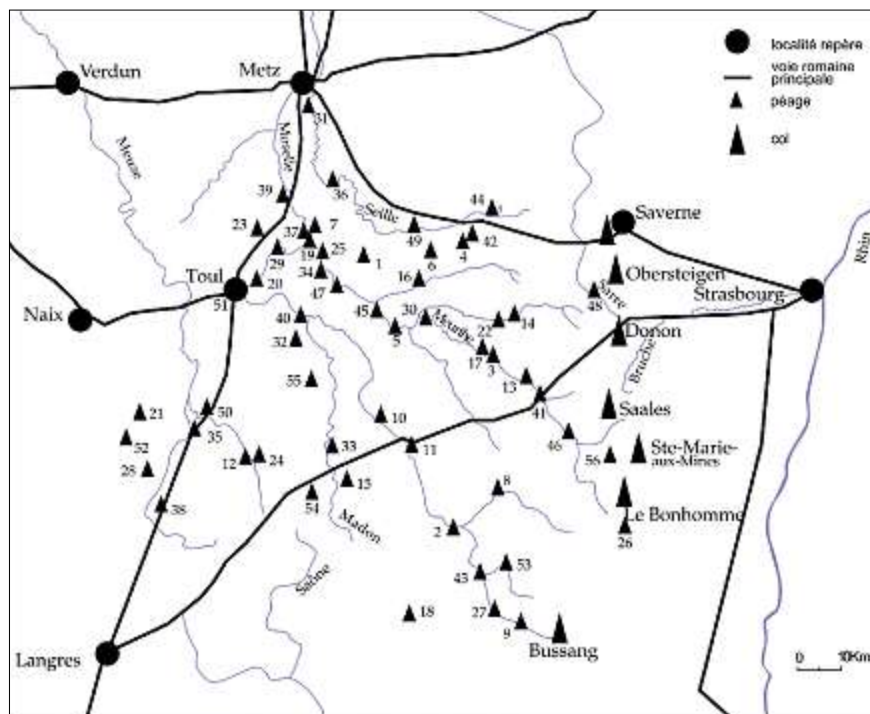 Verdun
Metz
localité repère
voie romaine
principale
péage
col
31
Meuse
Moselle
39
36
Seille
44
Saverne
23
37
7
49
42
29
19
25
1
6
4
Toul
20
34
16
Obersteigen
Rhin
47
48
Sarre
Strasbourg
51
Naix
40
45
30
22
14
Donon
5
Meurthe
32
17
3
Bruche
55
13
21
50
10
41
Saales
52
35
33
11
46
Ste-Marie-
aux-Mines
12
24
56
28
15
8
38
54
Le Bonhomme
Madon
2
26
Saône
43
53
18
27
9
Bussang
Langres
0
10Km